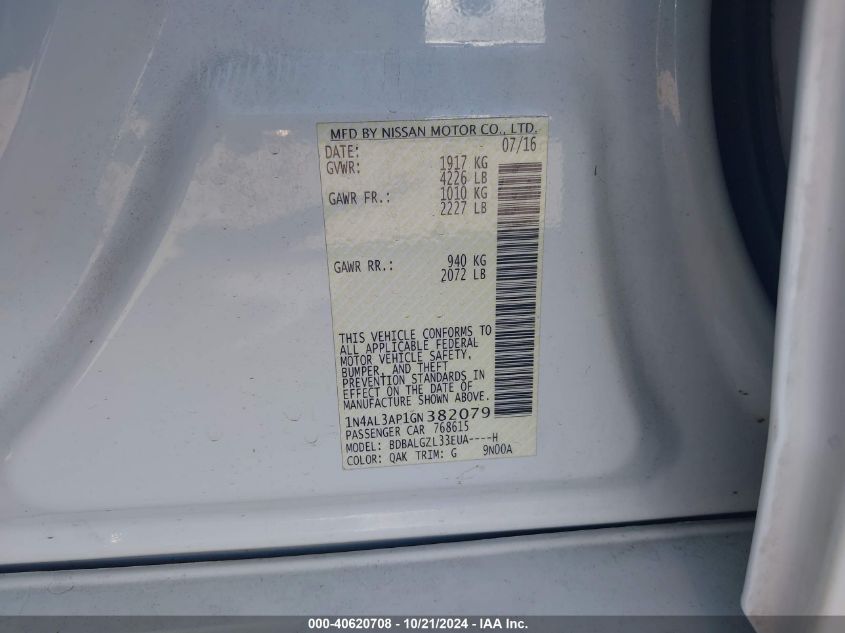 MFD BY NISSAN MOTOR CO., LTD.
DATE: 07/16
GVWR: 1917 KG
4226 LB
GAWR FR.: 1010 KG
2227 LB
GAWR RR.: 940 KG
2072 LB
THIS VEHICLE CONFORMS TO
ALL APPLICABLE FEDERAL
MOTOR VEHICLE SAFETY,
BUMPER, AND THEFT
PREVENTION STANDARDS IN
EFFECT ON THE DATE OF
MANUFACTURE SHOWN ABOVE.
1N4AL3AP1GN382079
PASSENGER CAR 768615
MODEL: BDBALGZL33EUA----H
COLOR: QAK TRIM: G 9N00A
000-40620708 - 10/21/2024 - IAA Inc.